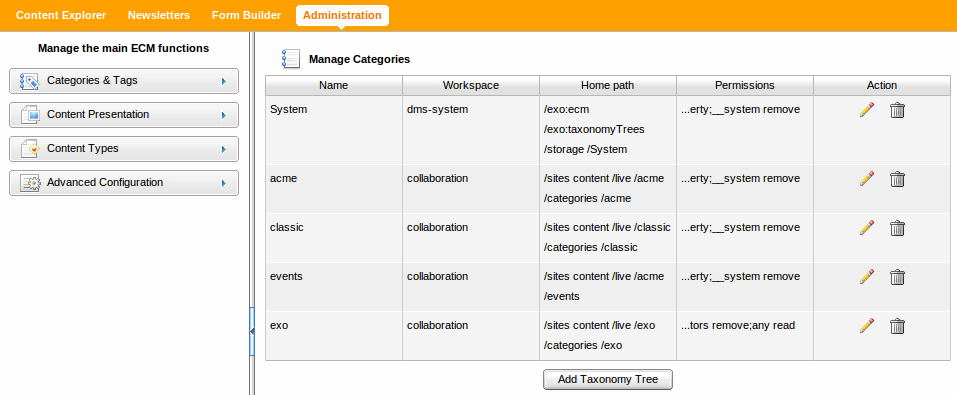 Content Explorer Newsletters Form Builder Administration
Manage the main ECM functions
Categories & Tags
Content Presentation
Content Types
Advanced Configuration
Manage Categories
Name Workspace Home path Permissions Action
System dms-system /exo:ecm ...erty;__system remove
/exo:taxonomyTrees
/storage /System
acme collaboration /sites content /live /acme ...erty;__system remove
/categories /acme
classic collaboration /sites content /live /classic ...erty;__system remove
/categories /classic
events collaboration /sites content /live /acme ...erty;__system remove
/events
exo collaboration /sites content /live /exo ...tors remove;any read
/categories /exo
Add Taxonomy Tree